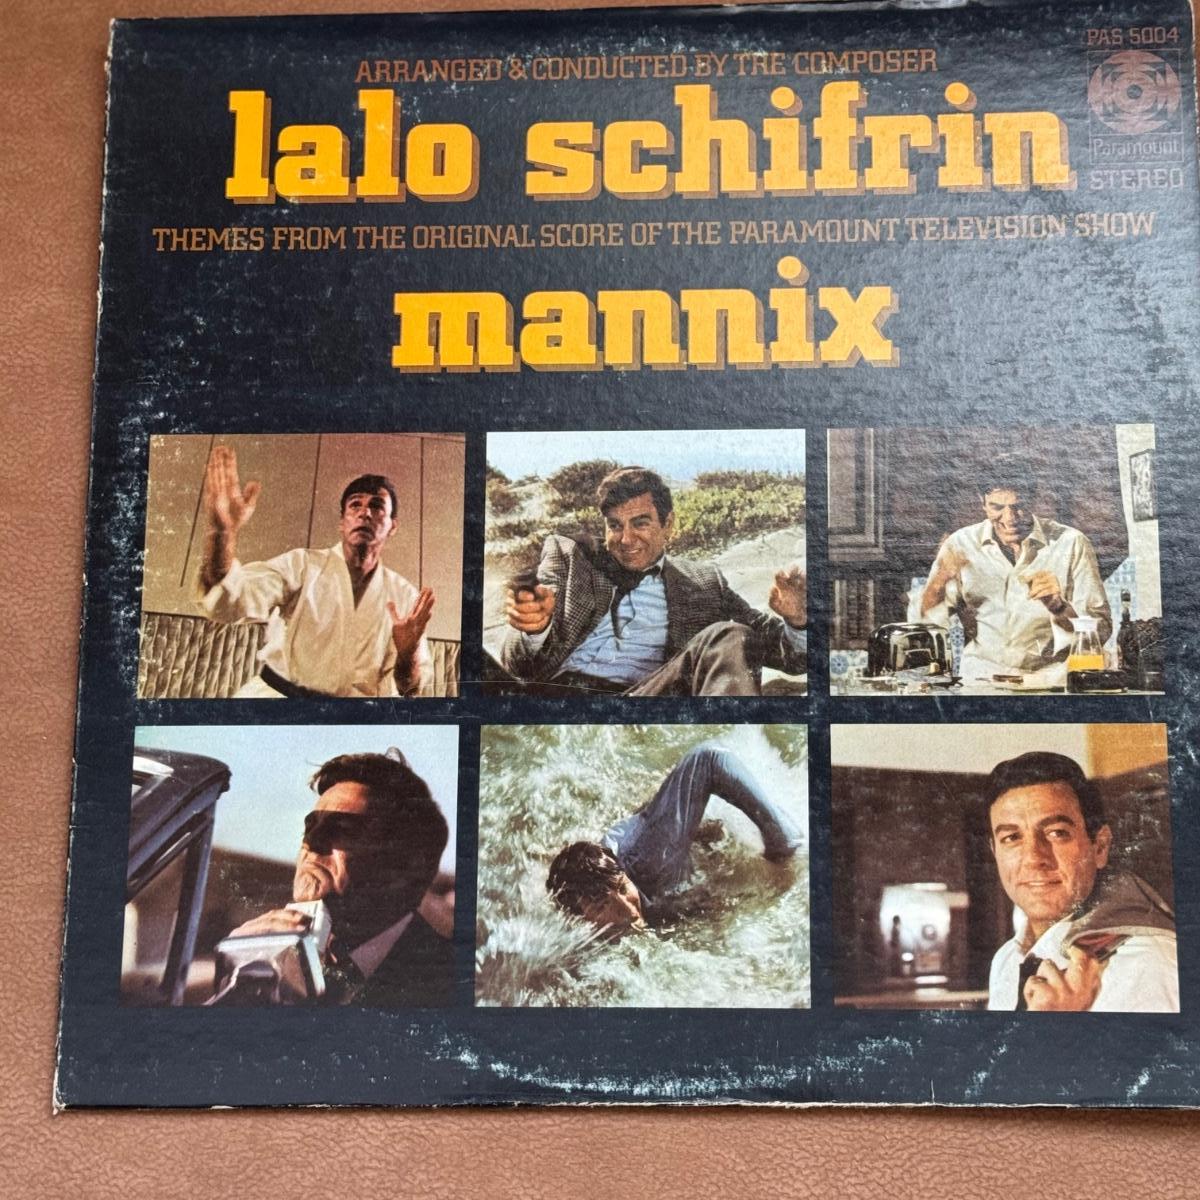 PAS 5004
ARRANGED & CONDUCTED BY THE COMPOSER
lalo schifrin
Paramount
STEREO
THEMES FROM THE ORIGINAL SCORE OF THE PARAMOUNT TELEVISION SHOW
mannix